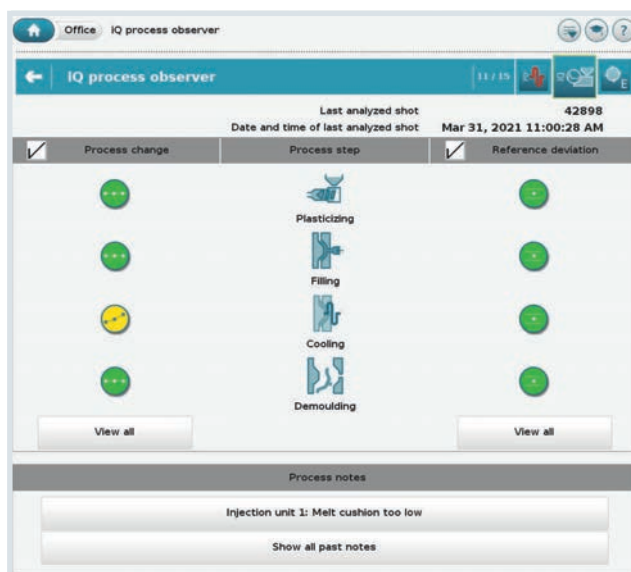 Office IQ process observer
?
IQ process observer 11 / 15 E
Last analyzed shot 42898
Date and time of last analyzed shot Mar 31, 2021 11:00:28 AM
Process change Process step Reference deviation
Plasticizing
Filling
Cooling
Demoulding
View all View all
Process notes
Injection unit 1: Melt cushion too low
Show all past notes